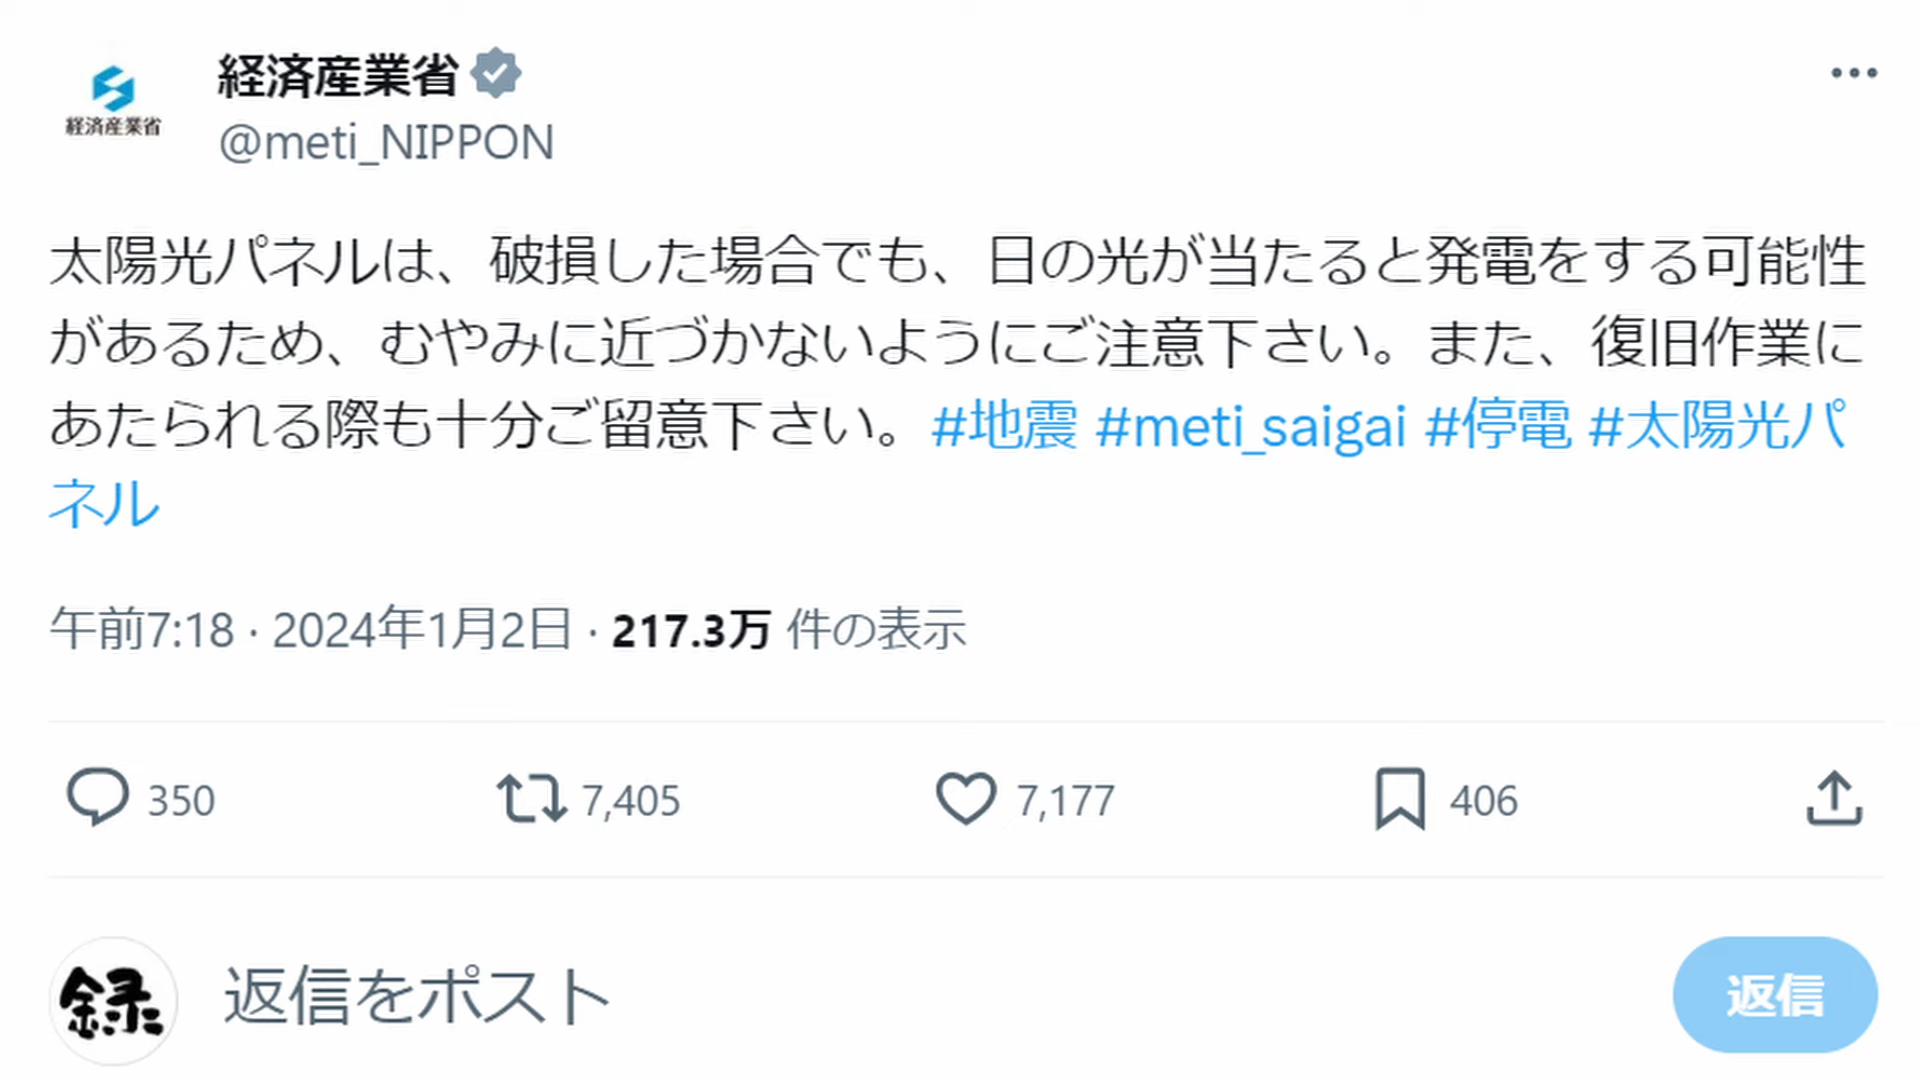 経済産業省
経済産業省
@meti_NIPPON
太陽光パネルは、破損した場合でも、日の光が当たると発電をする可能性
があるため、むやみに近づかないようにご注意下さい。また、復旧作業に
あたられる際も十分ご留意下さい。#地震 #meti_saigai #停電 #太陽光パ
ネル
午前7:18 · 2024年1月2日 · 217.3万 件の表示
350 7,405 7,177 406
録
返信をポスト
返信